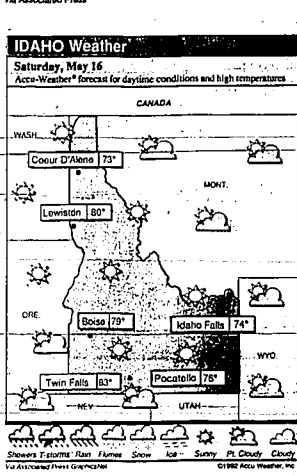 Via Associated Press
IDAHO Weather
Saturday, May 16
Accu-Weather® forecast for daytime conditions and high temperatures
CANADA
WASH.
Coeur D'Alene 73°
MONT.
Lewiston 80°
ORE.
Boise 79°
Idaho Falls 74°
WYO.
Twin Falls 83°
Pocatello 76°
NEV
UTAH
Showers T-storms Rain Flurries Snow Ice Sunny Pt. Cloudy Cloudy
Via Associated Press GraphicsNet
©1992 Accu Weather, Inc.